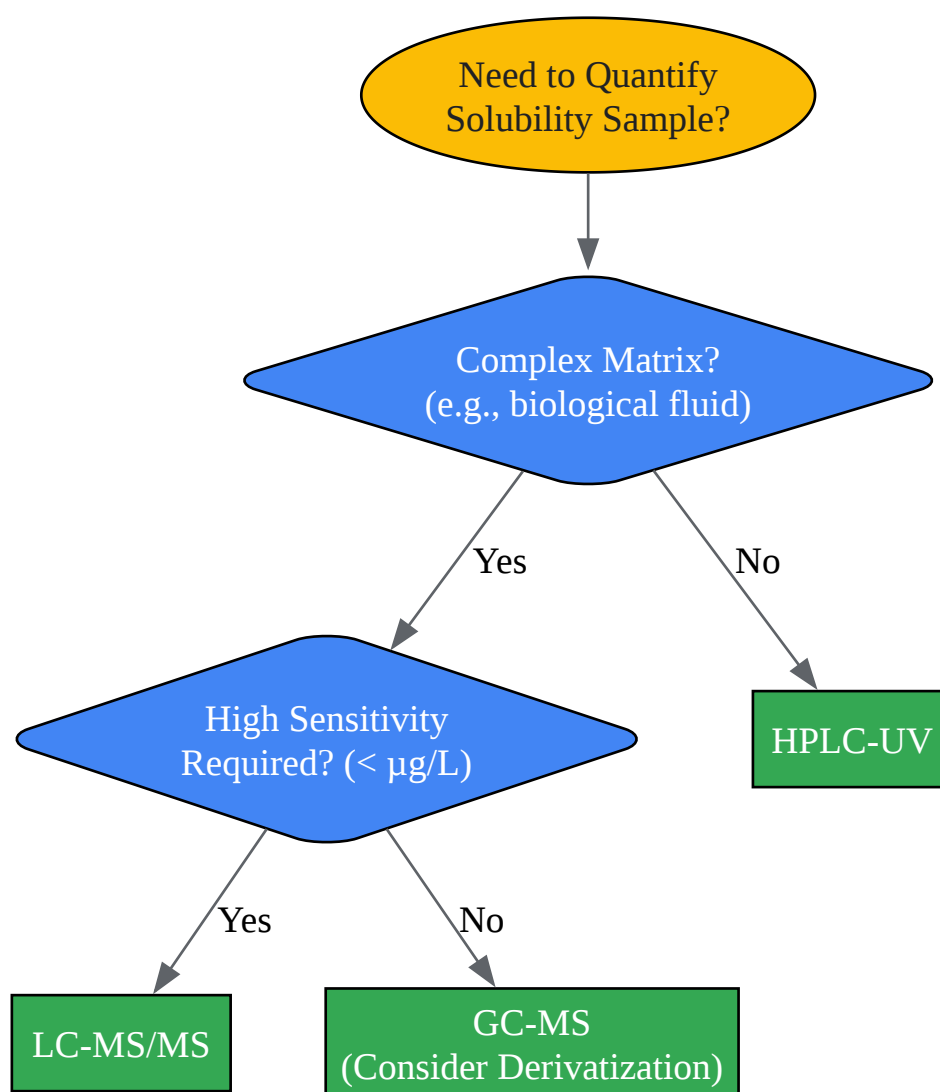 Need to Quantify
Solubility Sample?
Complex Matrix?
(e.g., biological fluid)
Yes
No
High Sensitivity
Required? (< µg/L)
HPLC-UV
Yes
No
LC-MS/MS
GC-MS
(Consider Derivatization)